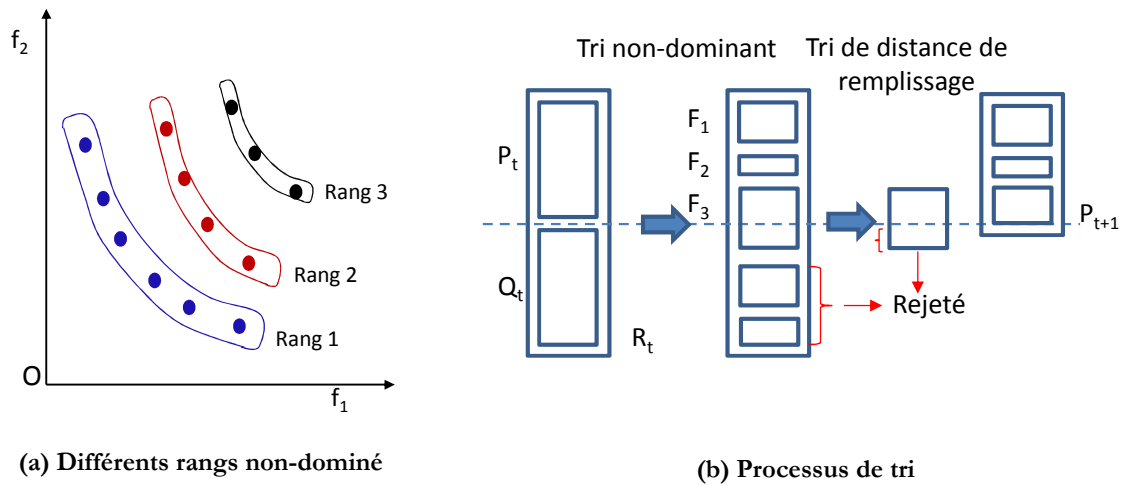 f2
Rang 3
Rang 2
Rang 1
O
f1
(a) Différents rangs non-dominé
Tri non-dominant
Tri de distance de
remplissage
Pt
Qt
Rt
F1
F2
F3
Pt+1
Rejeté
(b) Processus de tri